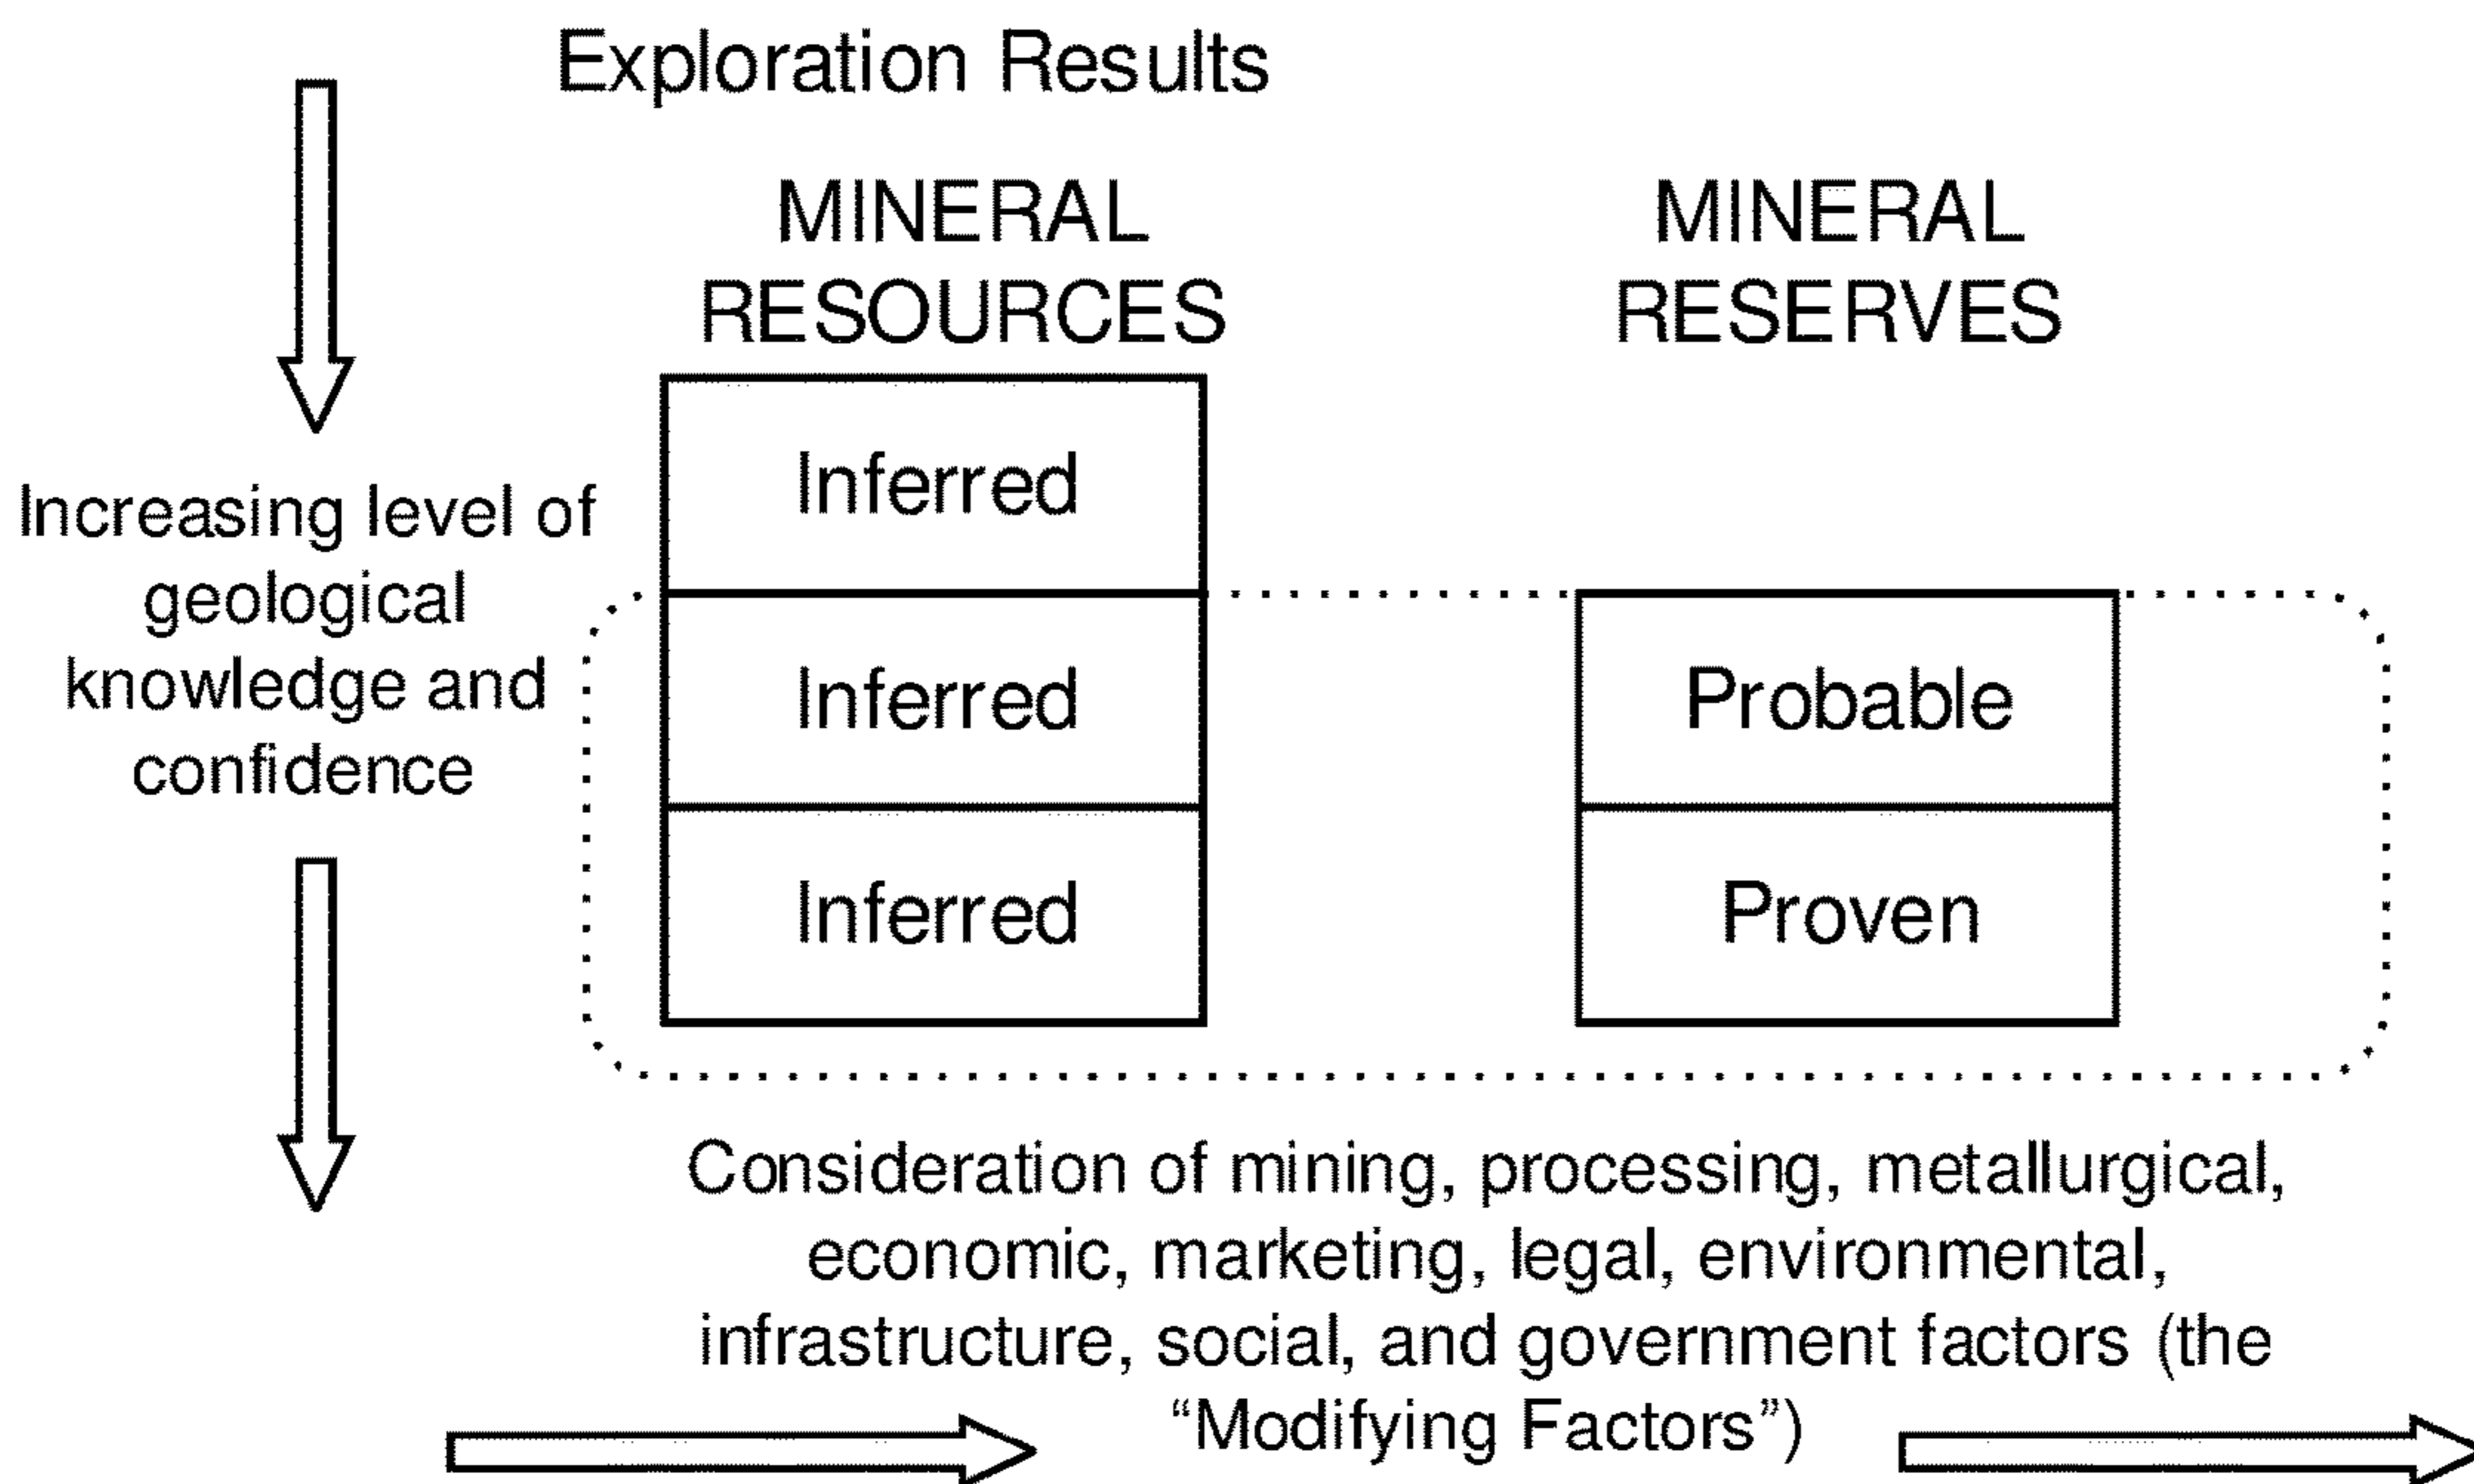 Exploration Results
MINERAL
RESOURCES
MINERAL
RESERVES
Increasing level of
geological
knowledge and
confidence
Inferred
Inferred
Inferred
Probable
Proven
Consideration of mining, processing, metallurgical,
economic, marketing, legal, environmental,
infrastructure, social, and government factors (the
“Modifying Factors”)